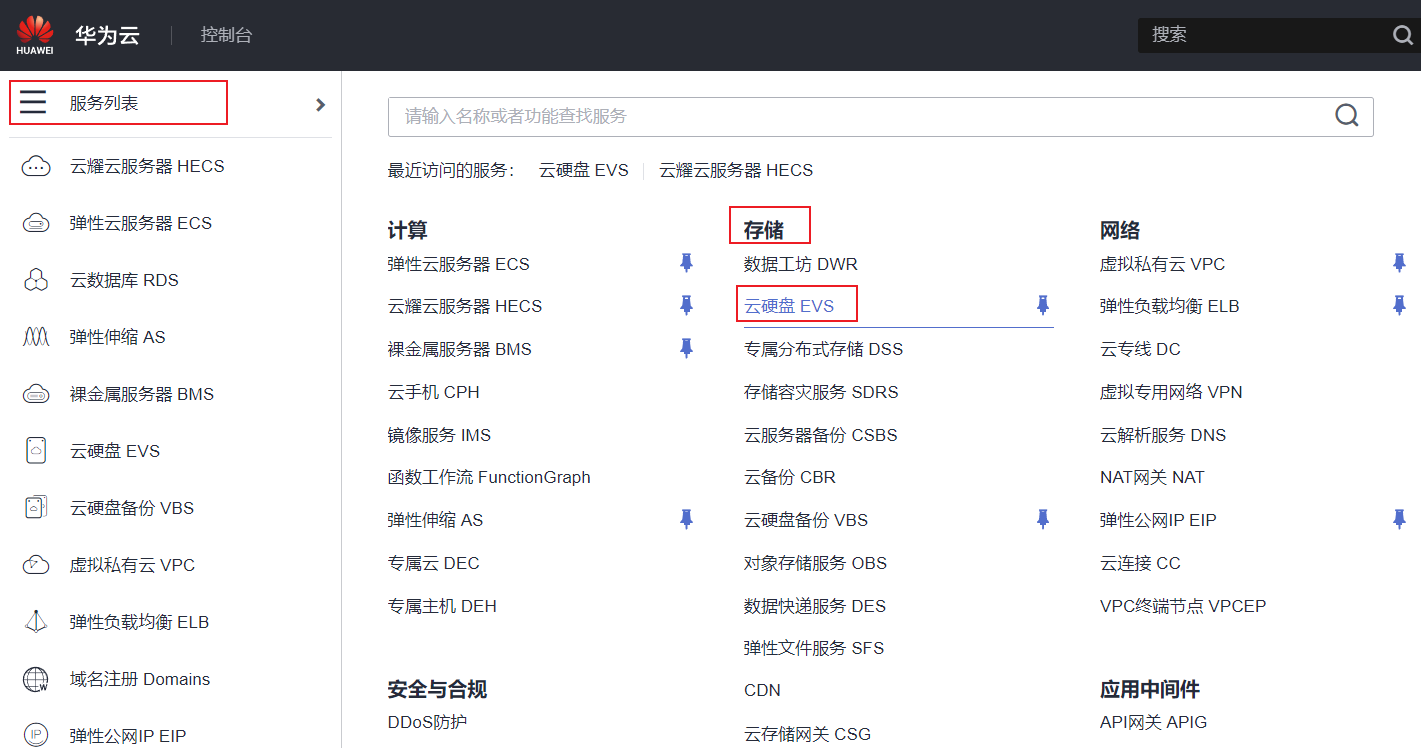 HUAWEI
华为云
控制台
搜索
服务列表
云耀云服务器 HECS
弹性云服务器 ECS
云数据库 RDS
弹性伸缩 AS
裸金属服务器 BMS
云硬盘 EVS
云硬盘备份 VBS
虚拟私有云 VPC
弹性负载均衡 ELB
域名注册 Domains
弹性公网IP EIP
请输入名称或者功能查找服务
最近访问的服务： 云硬盘 EVS 云耀云服务器 HECS
计算
弹性云服务器 ECS
云耀云服务器 HECS
裸金属服务器 BMS
云手机 CPH
镜像服务 IMS
函数工作流 FunctionGraph
弹性伸缩 AS
专属云 DEC
专属主机 DEH
安全与合规
DDoS防护
存储
数据工坊 DWR
云硬盘 EVS
专属分布式存储 DSS
存储容灾服务 SDRS
云服务器备份 CSBS
云备份 CBR
云硬盘备份 VBS
对象存储服务 OBS
数据快递服务 DES
弹性文件服务 SFS
CDN
云存储网关 CSG
网络
虚拟私有云 VPC
弹性负载均衡 ELB
云专线 DC
虚拟专用网络 VPN
云解析服务 DNS
NAT网关 NAT
弹性公网IP EIP
云连接 CC
VPC终端节点 VPCEP
应用中间件
API网关 APIG